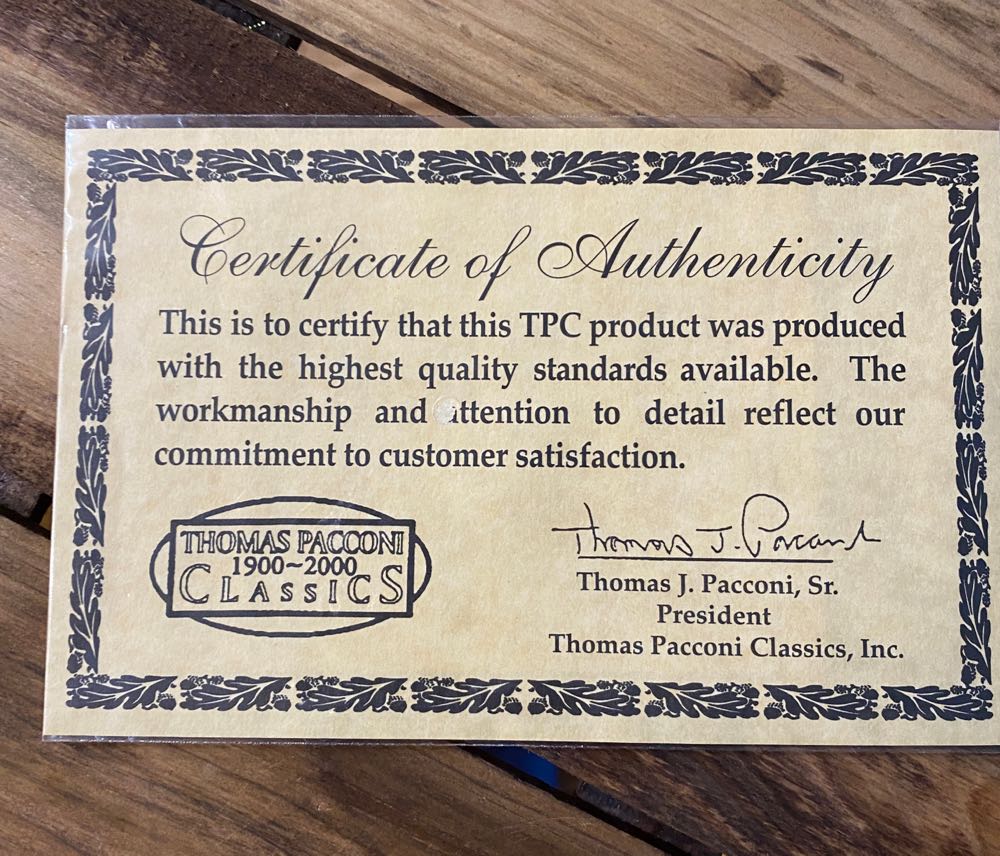 Certificate of Authenticity
This is to certify that this TPC product was produced
with the highest quality standards available. The
workmanship and attention to detail reflect our
commitment to customer satisfaction.
THOMAS PACCONI
1900~2000
CLASSICS
Thomas J. Pacconi
Thomas J. Pacconi, Sr.
President
Thomas Pacconi Classics, Inc.